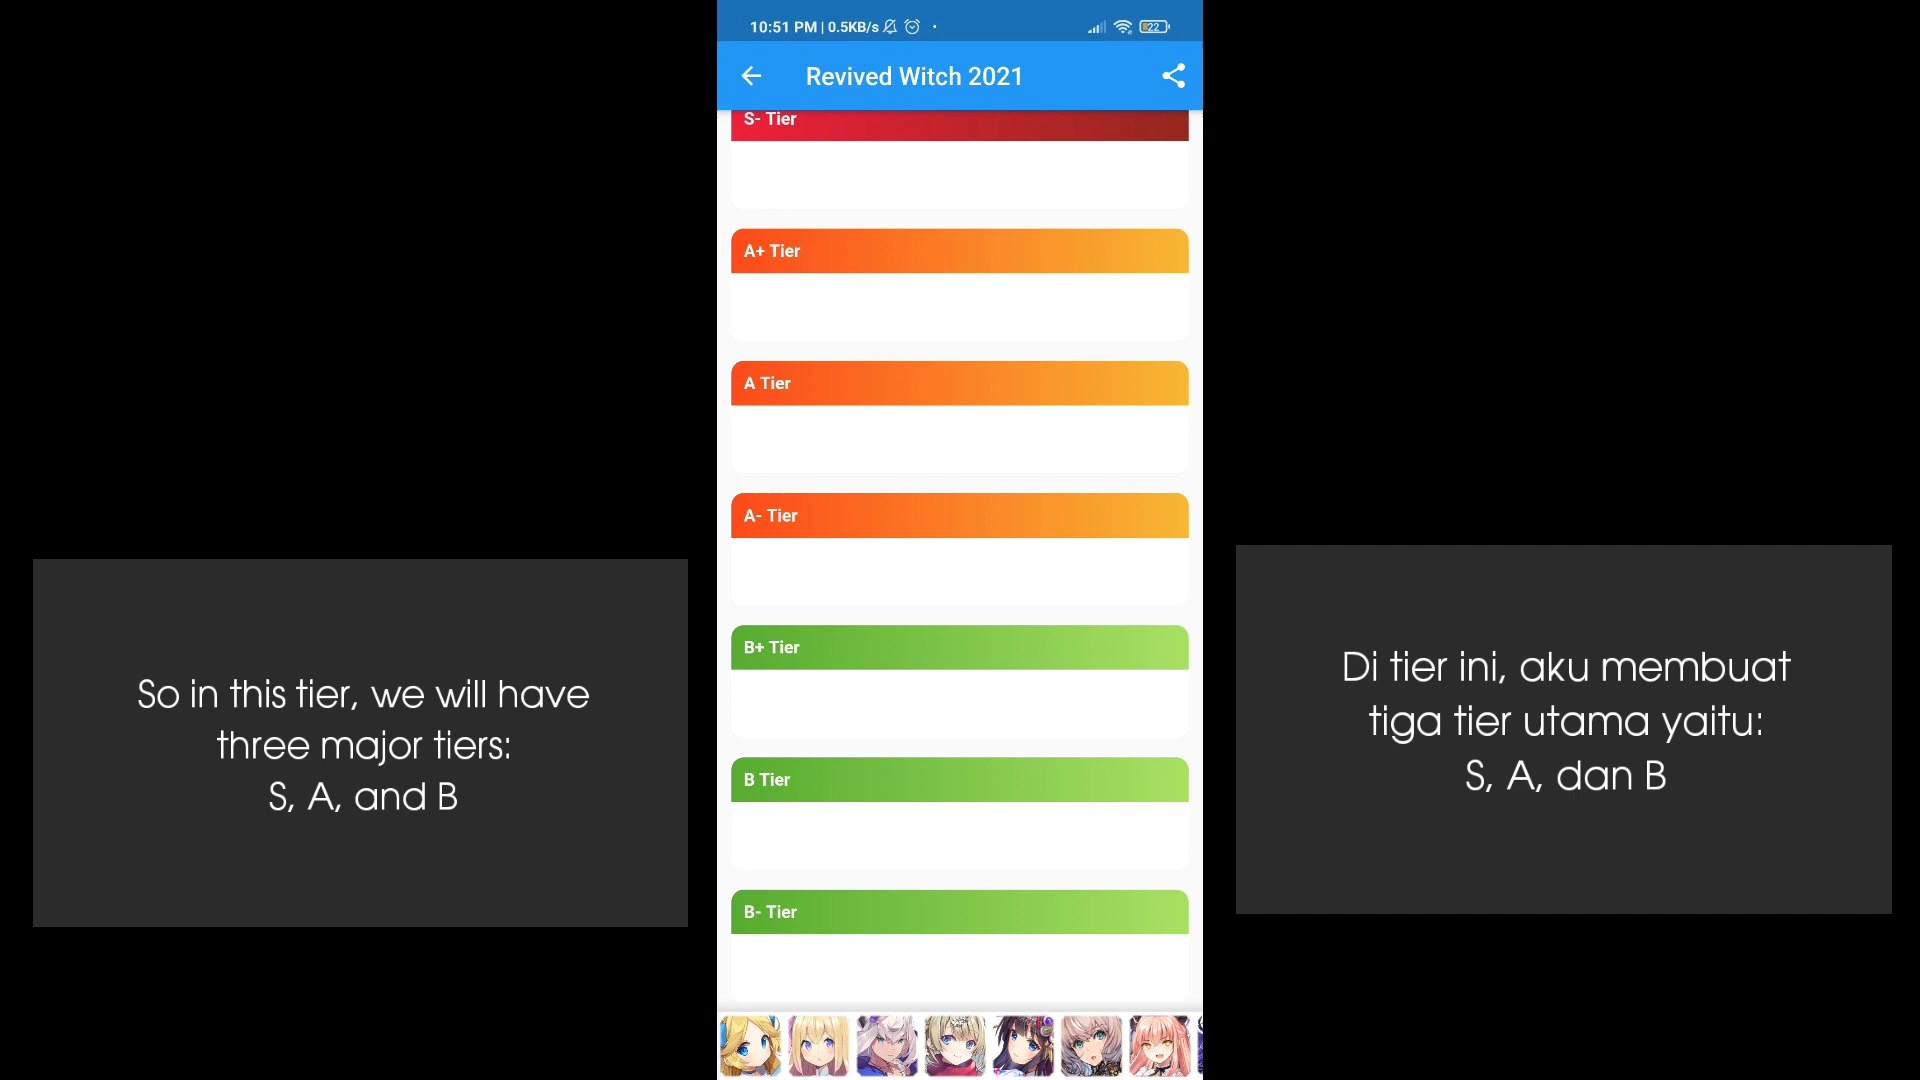 10:51 PM | 0.5KB/s
22
Revived Witch 2021
S- Tier
A+ Tier
A Tier
A- Tier
B+ Tier
B Tier
B- Tier
So in this tier, we will have
three major tiers:
S, A, and B
Di tier ini, aku membuat
tiga tier utama yaitu:
S, A, dan B